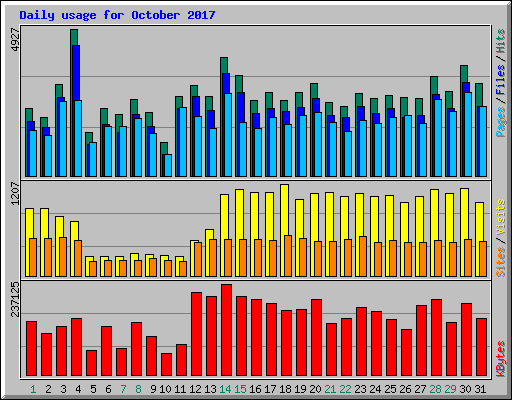 Daily usage for October 2017
4927
Pages / Files / Hits
1207
Sites / Visits
237125
KBytes
1 2 3 4 5 6 7 8 9 10 11 12 13 14 15 16 17 18 19 20 21 22 23 24 25 26 27 28 29 30 31